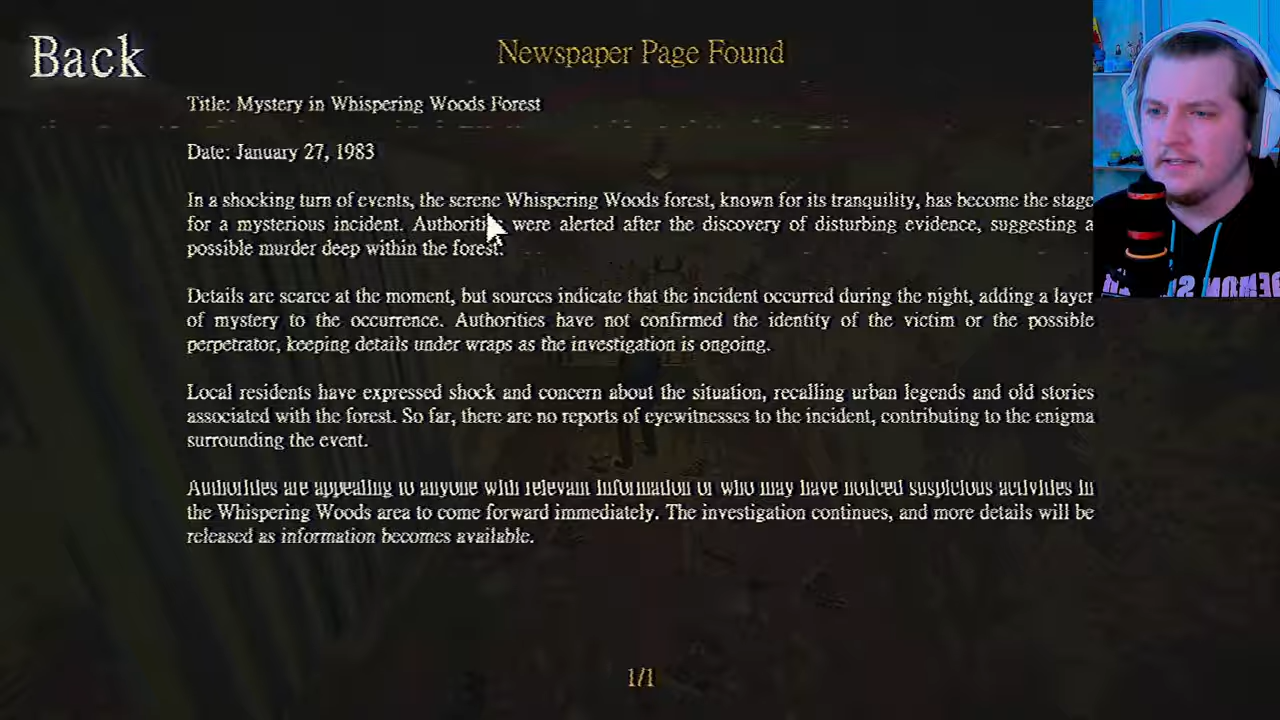 Back
Newspaper Page Found
Title: Mystery in Whispering Woods Forest
Date: January 27, 1983
In a shocking turn of events, the serene Whispering Woods forest, known for its tranquility, has become the stage
for a mysterious incident. Authorities were alerted after the discovery of disturbing evidence, suggesting a
possible murder deep within the forest.
Details are scarce at the moment, but sources indicate that the incident occurred during the night, adding a layer
of mystery to the occurrence. Authorities have not confirmed the identity of the victim or the possible
perpetrator, keeping details under wraps as the investigation is ongoing.
Local residents have expressed shock and concern about the situation, recalling urban legends and old stories
associated with the forest. So far, there are no reports of eyewitnesses to the incident, contributing to the enigma
surrounding the event.
Authorities are appealing to anyone with relevant information or who may have noticed suspicious activities in
the Whispering Woods area to come forward immediately. The investigation continues, and more details will be
released as information becomes available.
1/1